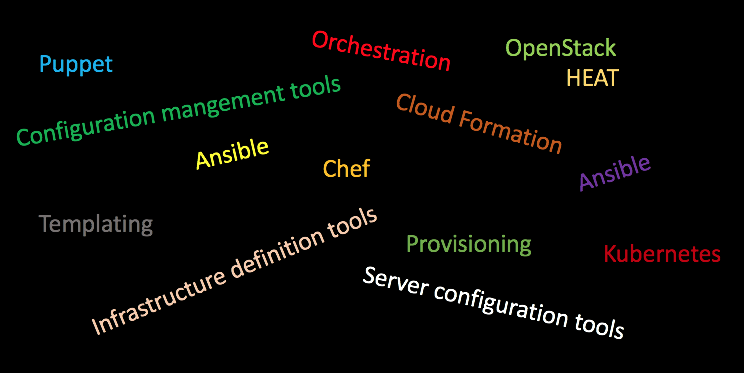 Orchestration
OpenStack
Puppet
HEAT
Configuration mangement tools
Cloud Formation
Ansible
Chef
Ansible
Templating
Provisioning
Kubernetes
Infrastructure definition tools
Server configuration tools